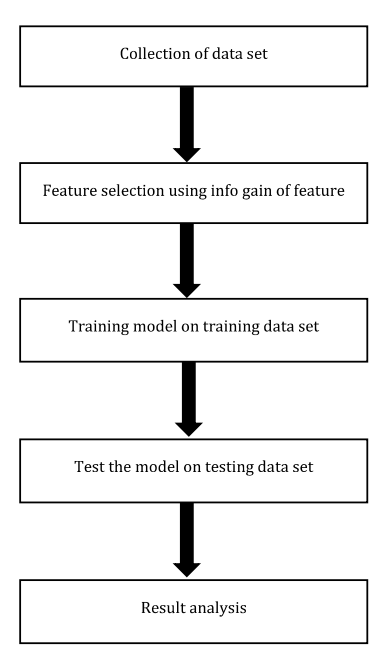 Collection of data set
Feature selection using info gain of feature
Training model on training data set
Test the model on testing data set
Result analysis